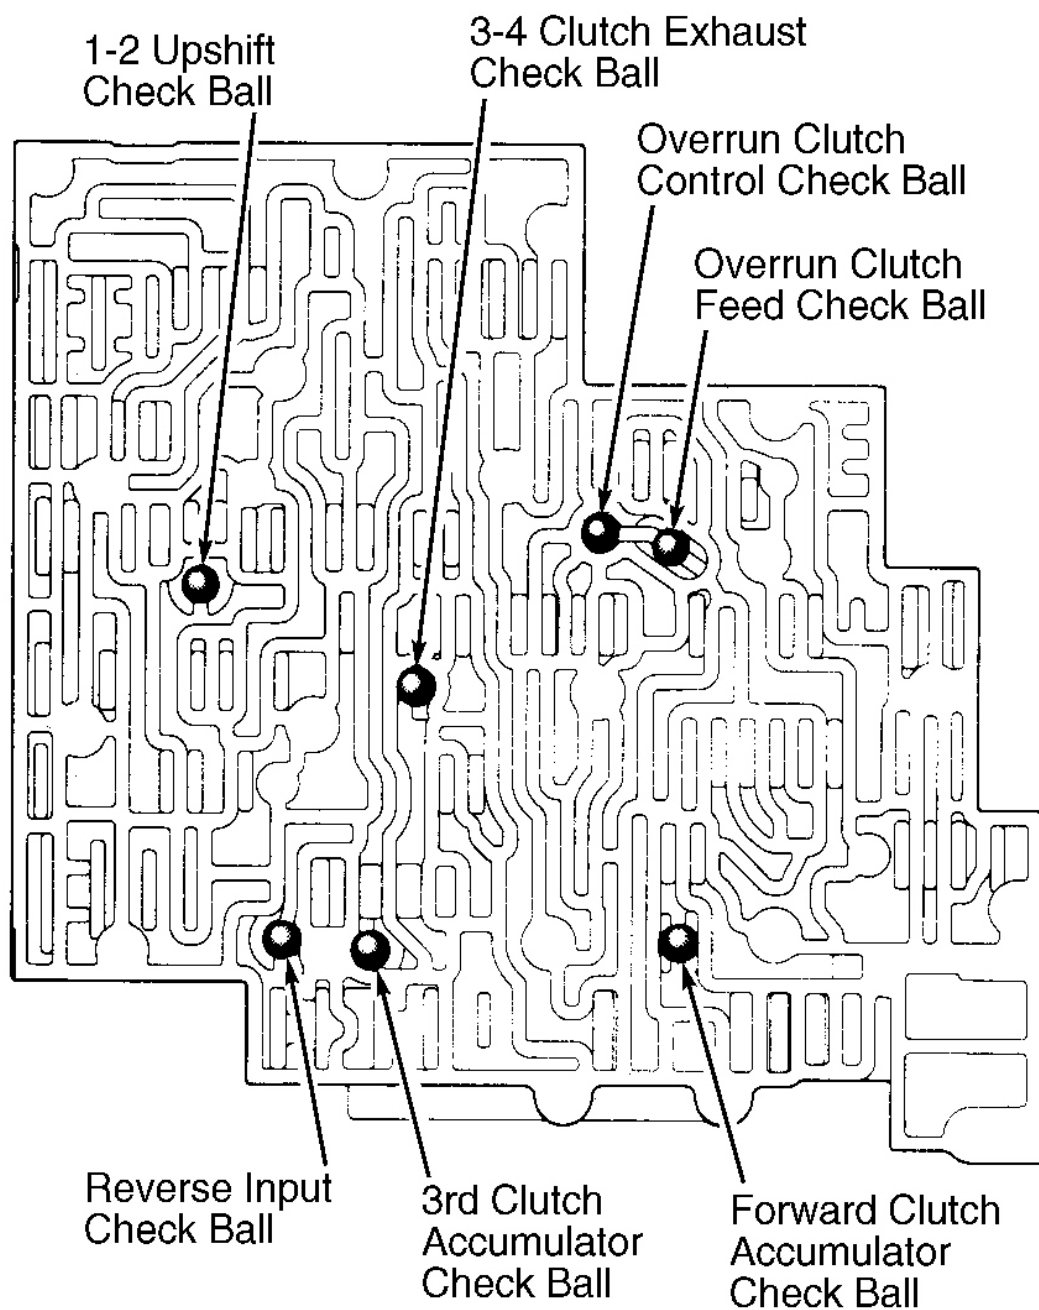 1-2 Upshift
Check Ball
3-4 Clutch Exhaust
Check Ball
Overrun Clutch
Control Check Ball
Overrun Clutch
Feed Check Ball
Reverse Input
Check Ball
3rd Clutch
Accumulator
Check Ball
Forward Clutch
Accumulator
Check Ball